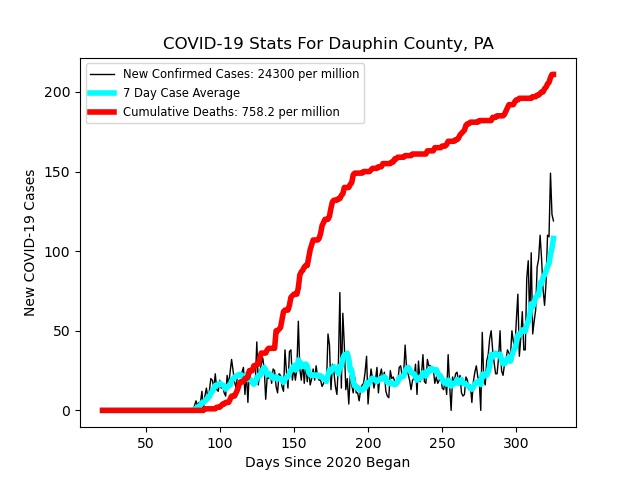 COVID-19 Stats For Dauphin County, PA
New Confirmed Cases: 24300 per million
7 Day Case Average
Cumulative Deaths: 758.2 per million
200
150
100
50
0
New COVID-19 Cases
50 100 150 200 250 300
Days Since 2020 Began